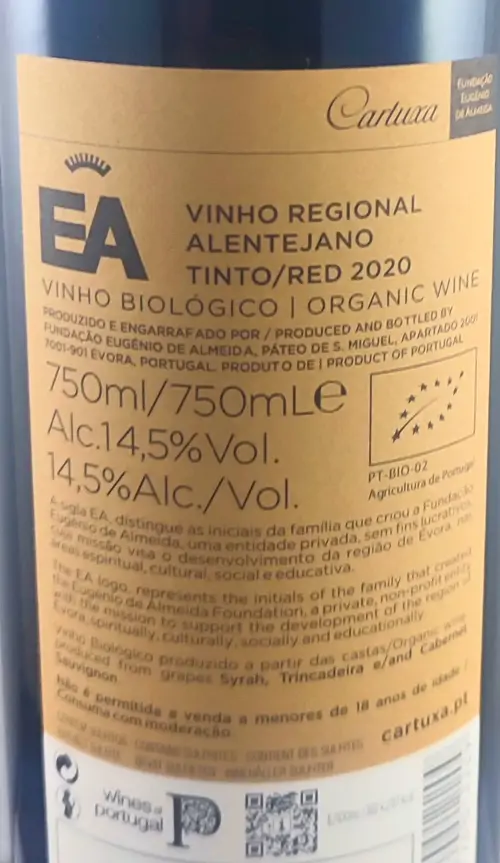 Cartuxa
FUNDAÇÃO
EUGÉNIO
DE ALMEIDA
EA
VINHO REGIONAL
ALENTEJANO
TINTO/RED 2020
VINHO BIOLÓGICO | ORGANIC WINE
PRODUZIDO E ENGARRAFADO POR / PRODUCED AND BOTTLED BY
FUNDAÇÃO EUGÉNIO DE ALMEIDA, PÁTEO DE S. MIGUEL, APARTADO 2001
7001-901 ÉVORA, PORTUGAL. PRODUTO DE | PRODUCT OF PORTUGAL
750ml/750mLe
Alc.14,5%Vol.
14,5%Alc./Vol.
PT-BIO-02
Agricultura de Portugal
A sigla EA, distingue as iniciais da família que criou a Fundação
Eugénio de Almeida, uma entidade privada, sem fins lucrativos,
cuja missão visa o desenvolvimento da região de Évora, nas
áreas espiritual, cultural, social e educativa.
The EA logo, represents the initials of the family that created
the Eugénio de Almeida Foundation, a private, non-profit entity
with the mission to support the development of the region of
Évora, spiritually, culturally, socially and educationally.
Vinho Biológico produzido a partir das castas/Organic wine
produced from grapes Syrah, Trincadeira e/and Cabernet
Sauvignon
Não é permitida a venda a menores de 18 anos de idade /
Consuma com moderação.
cartuxa.pt
CONTÉM SULFITOS CONTAINS SULPHITES CONTIENT DES SULFITES
wines of
portugal
P